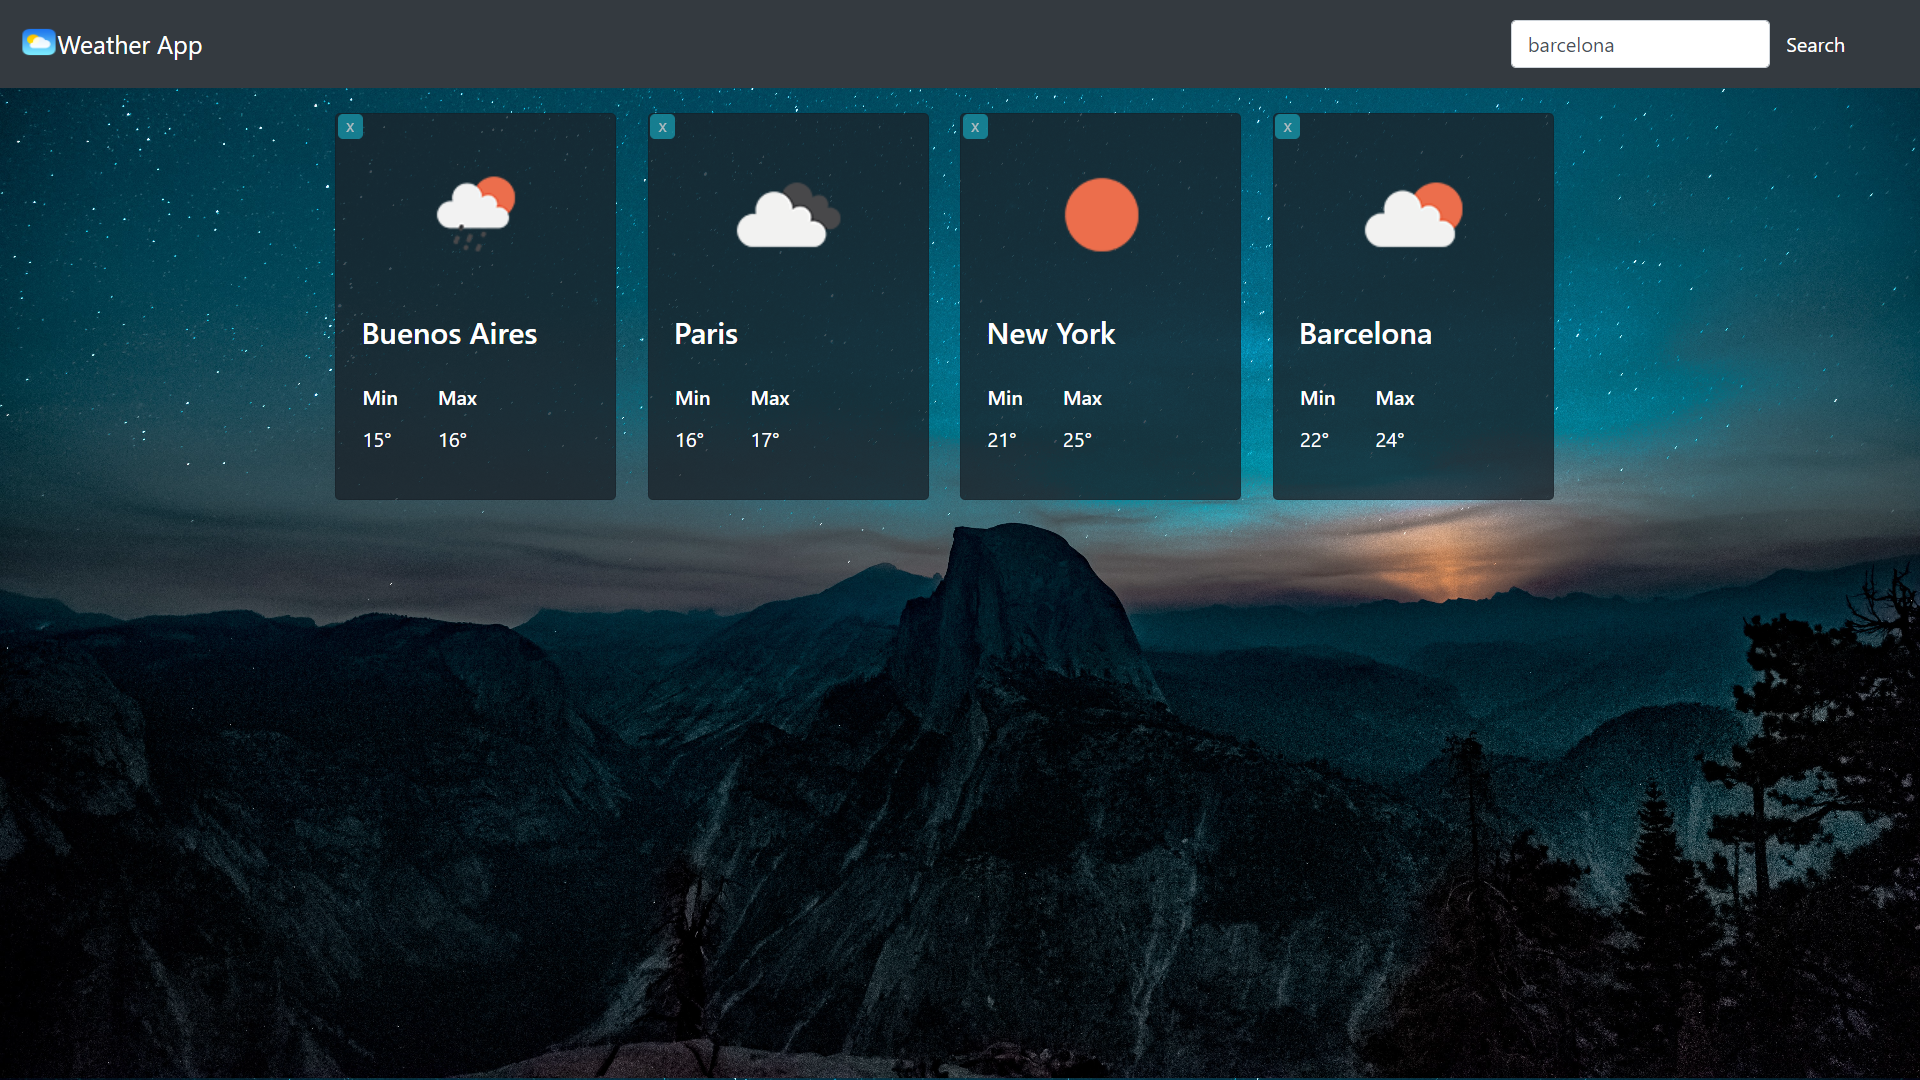 Weather App
barcelona
Search
x
x
x
x
Buenos Aires
Paris
New York
Barcelona
Min Max
Min Max
Min Max
Min Max
15° 16°
16° 17°
21° 25°
22° 24°